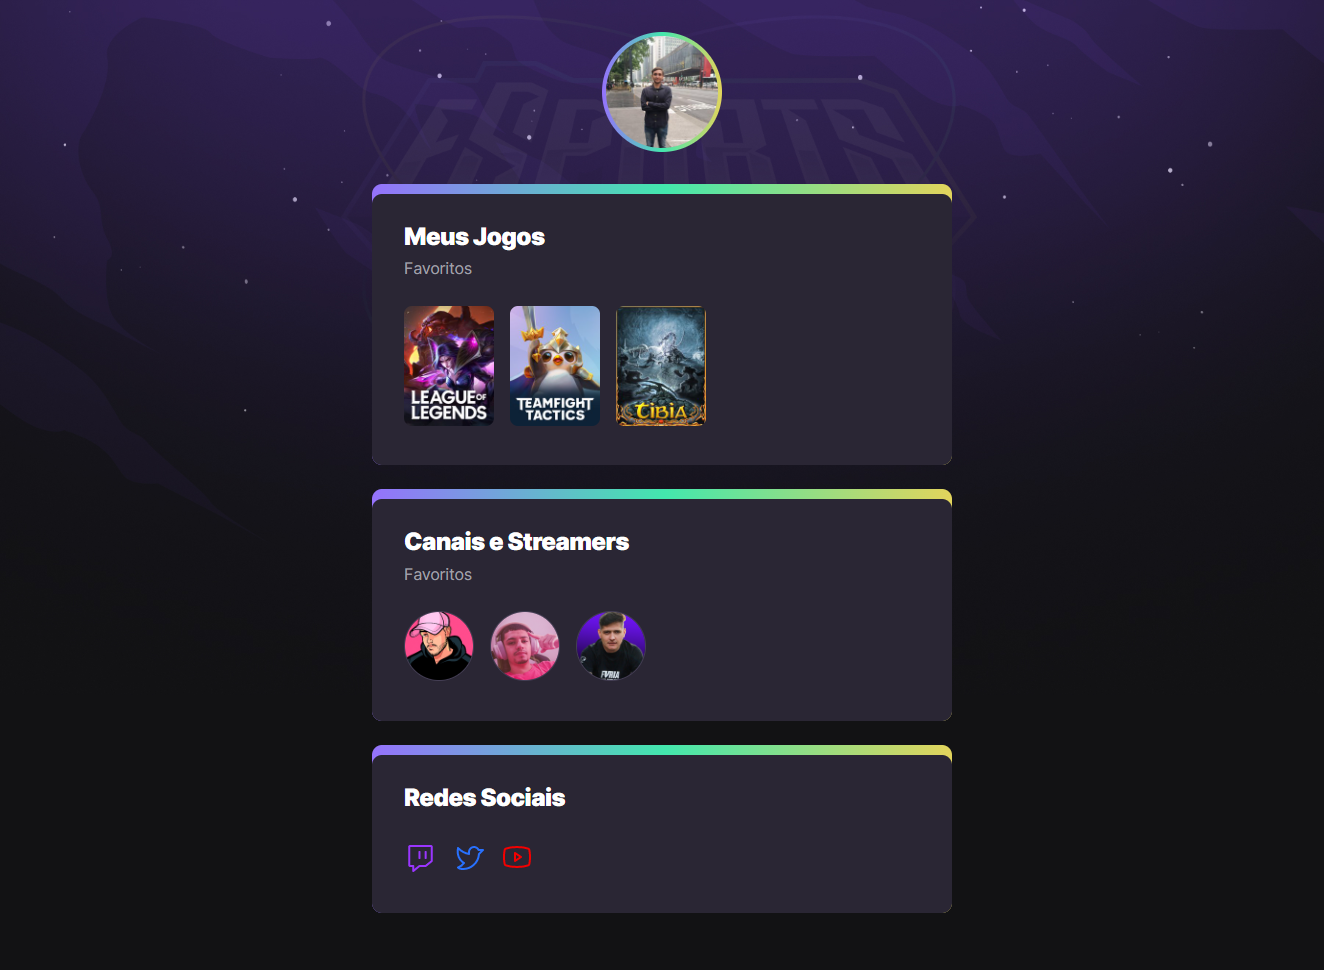 ESPORTS
Meus Jogos
Favoritos
LEAGUE OF
LEGENDS
TEAMFIGHT
TACTICS
TIBIA
Canais e Streamers
Favoritos
Redes Sociais